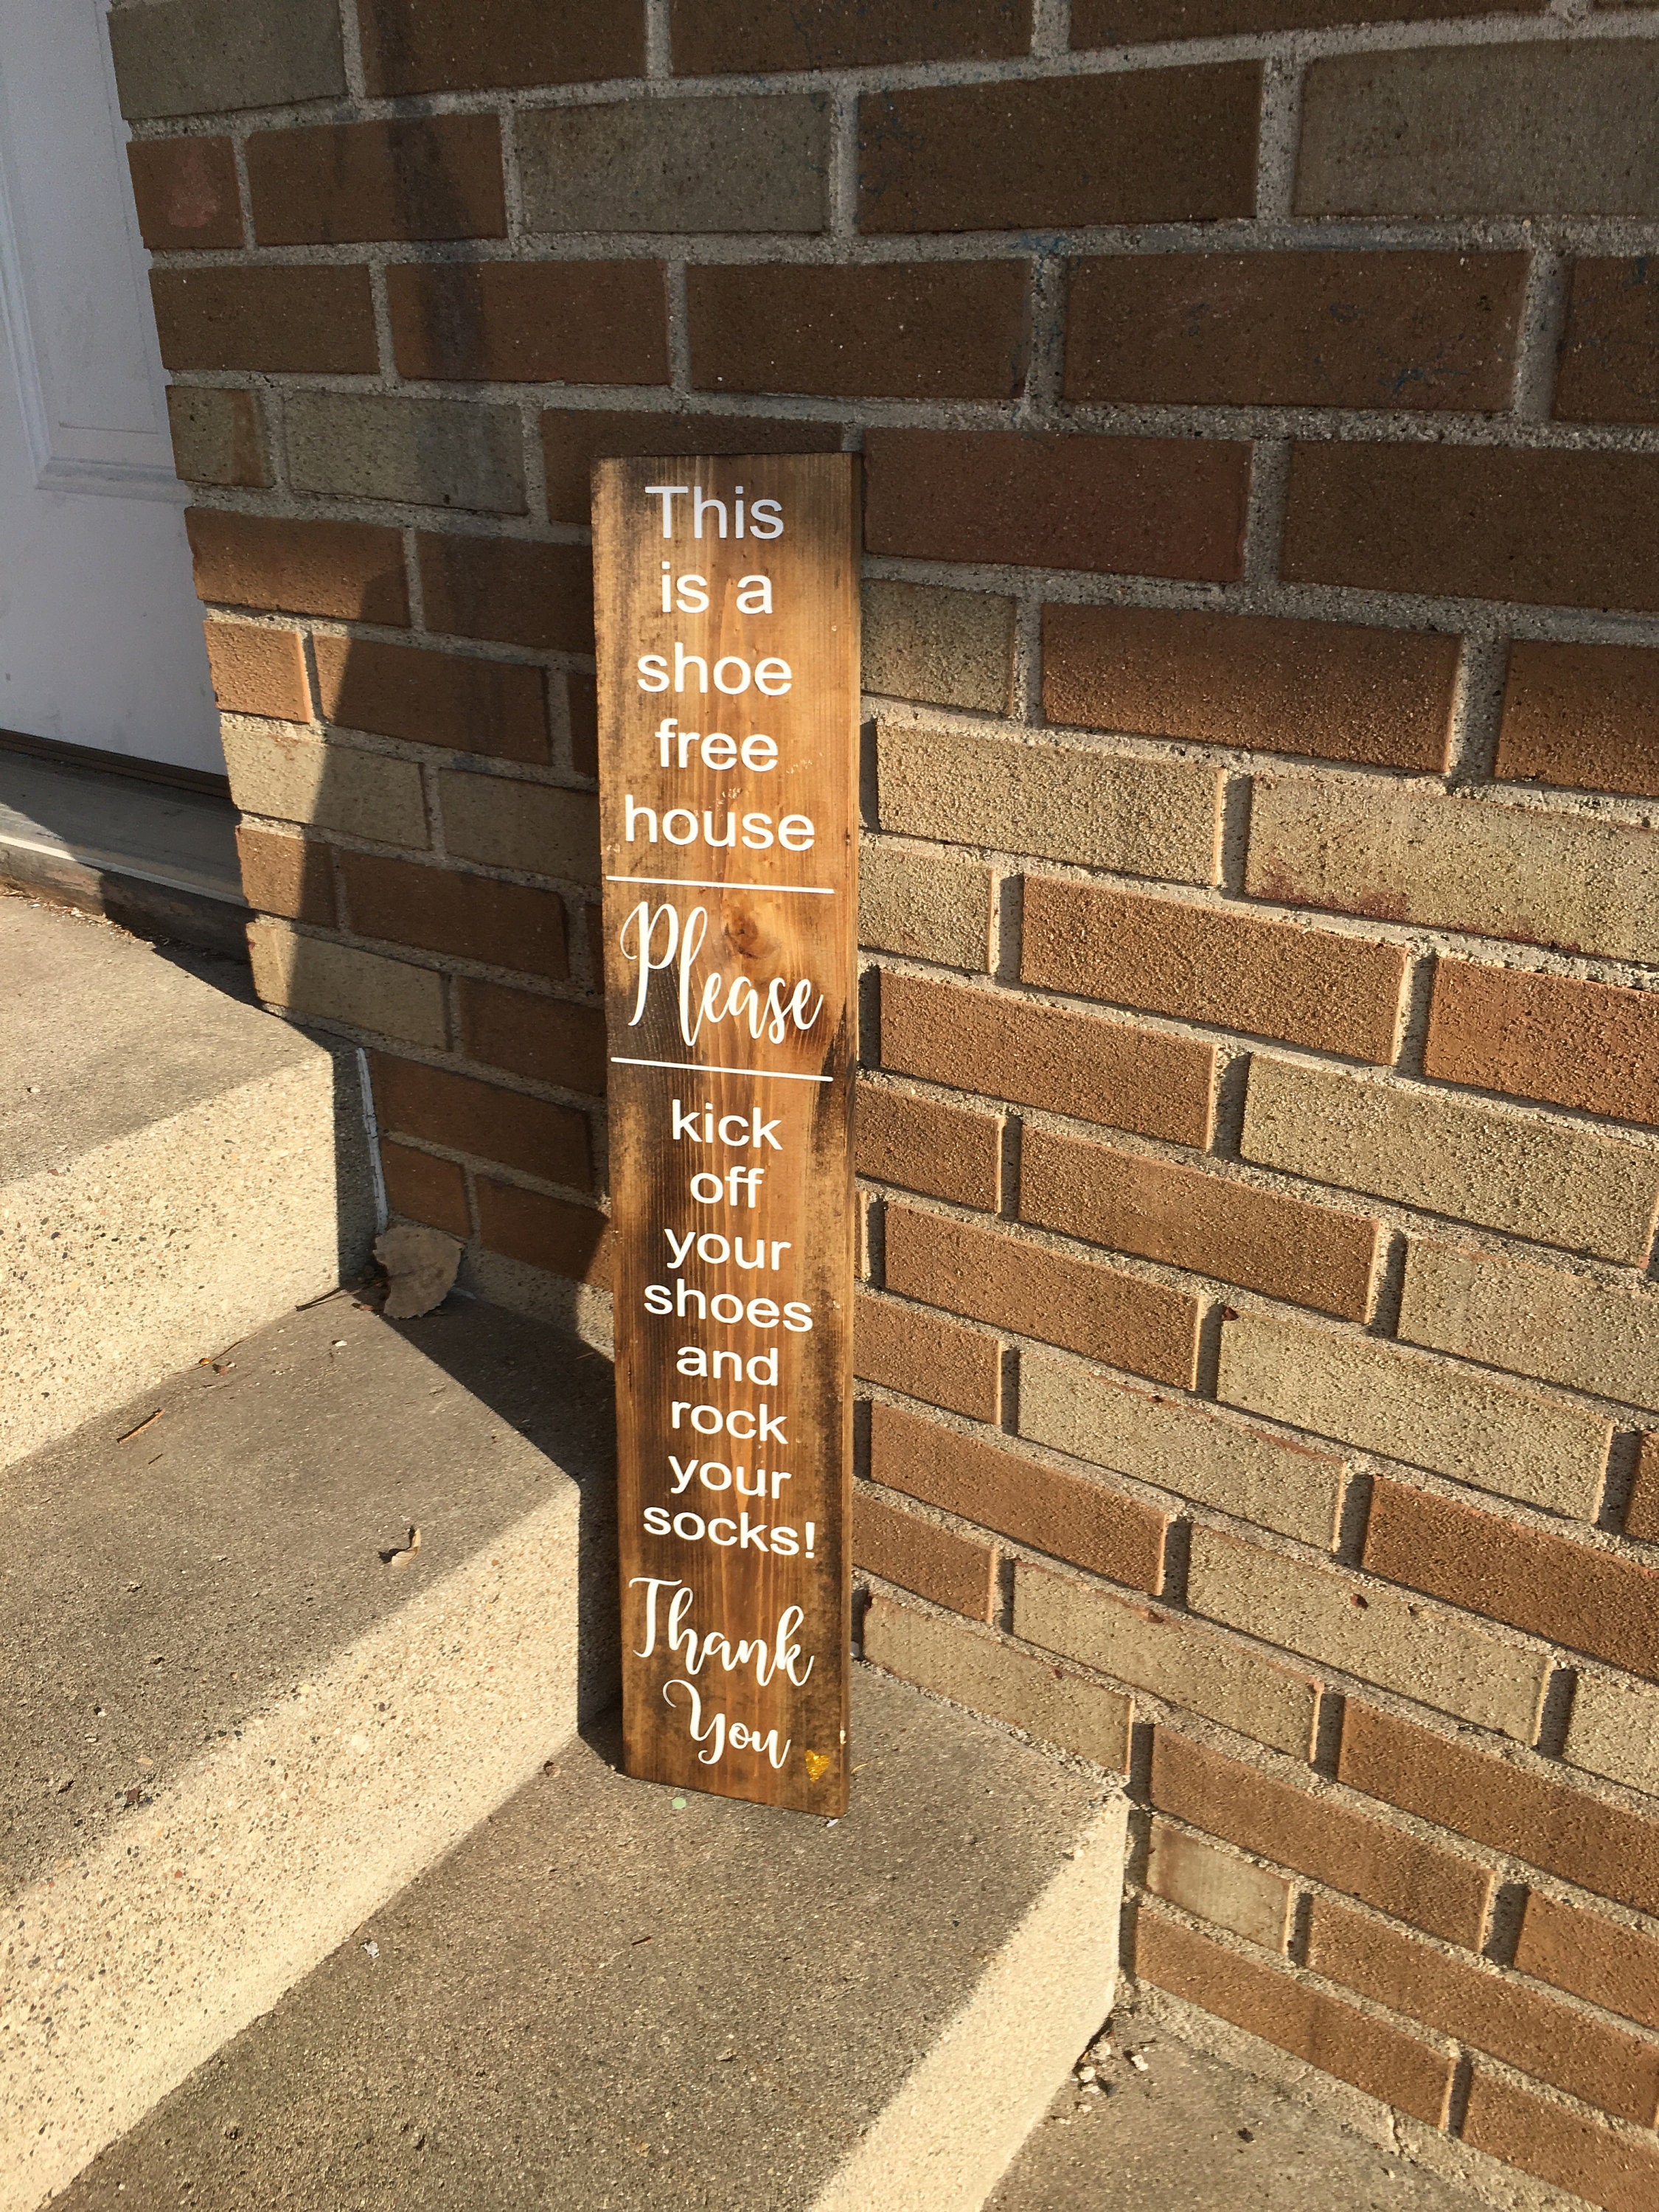 This
is a
shoe
free
house
Please
kick
off
your
shoes
and
rock
your
socks!
Thank
You